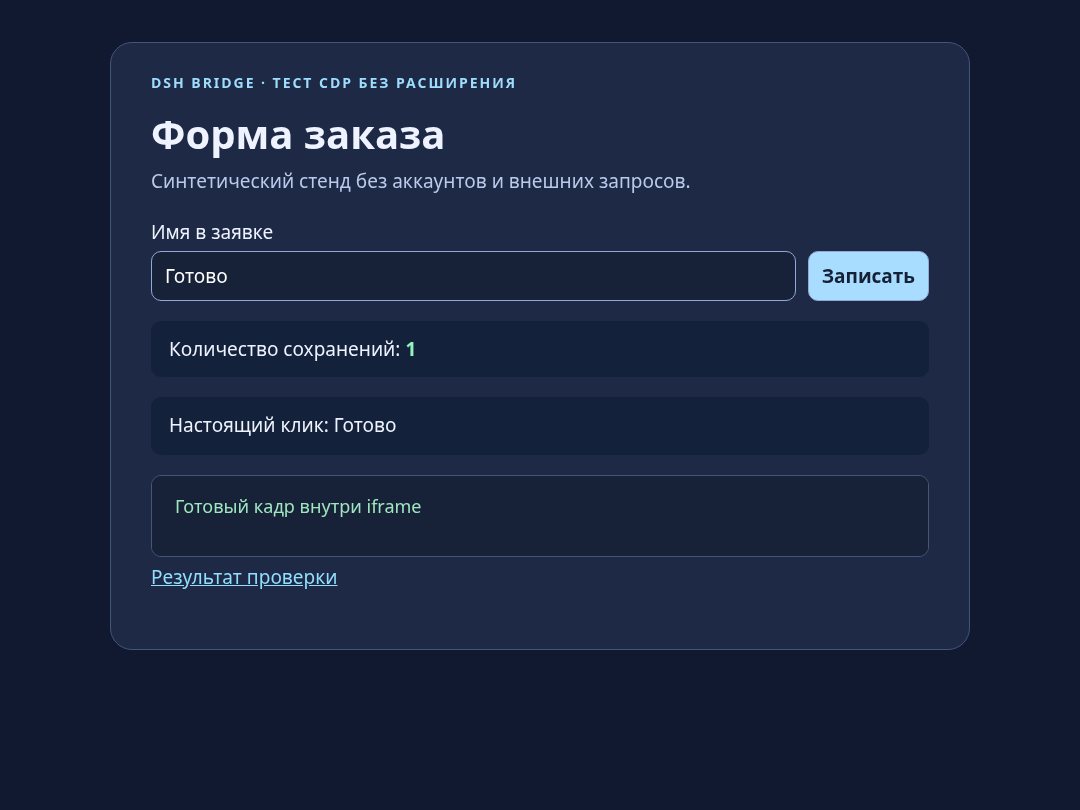 DSH BRIDGE · ТЕСТ CDP БЕЗ РАСШИРЕНИЯ
Форма заказа
Синтетический стенд без аккаунтов и внешних запросов.
Имя в заявке
Готово
Записать
Количество сохранений: 1
Настоящий клик: Готово
Готовый кадр внутри iframe
Результат проверки